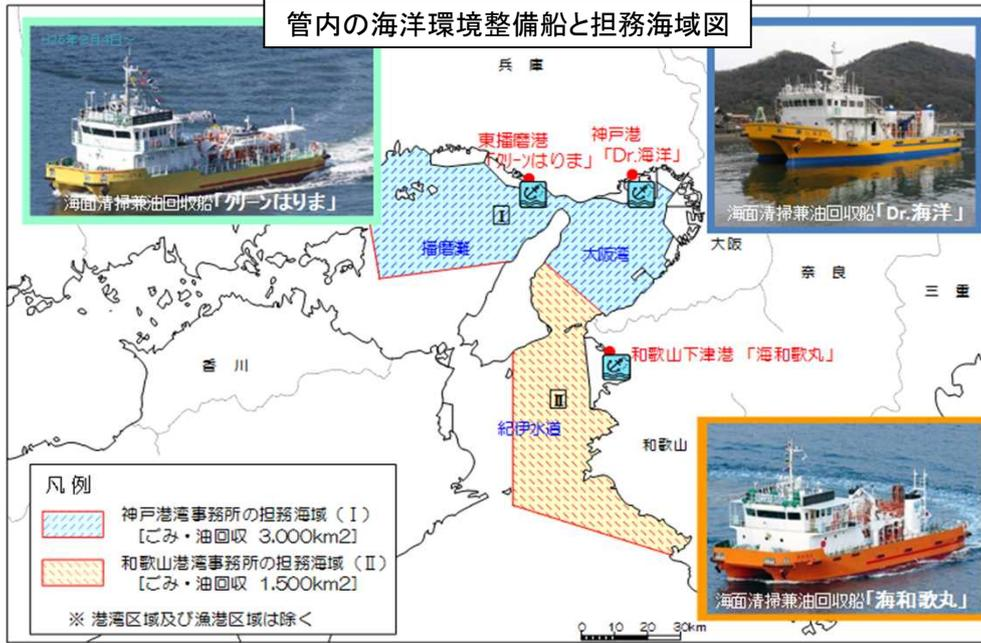 管内の海洋環境整備船と担務海域図
海面清掃兼油回収船「クリーンはりま」
兵 庫
東播磨港
「クリーンはりま」
神戸港
「Dr.海洋」
海面清掃兼油回収船「Dr.海洋」
Ⅰ
播磨灘
大阪湾
大 阪
奈 良
三 重
香 川
和歌山下津港 「海和歌丸」
Ⅱ
紀伊水道
和歌山
凡 例
神戸港湾事務所の担務海域（Ⅰ）
[ごみ・油回収 3.000km2]
和歌山港湾事務所の担務海域（Ⅱ）
[ごみ・油回収 1.500km2]
※ 港湾区域及び漁港区域は除く
0 10 20 30km
海面清掃兼油回収船「海和歌丸」